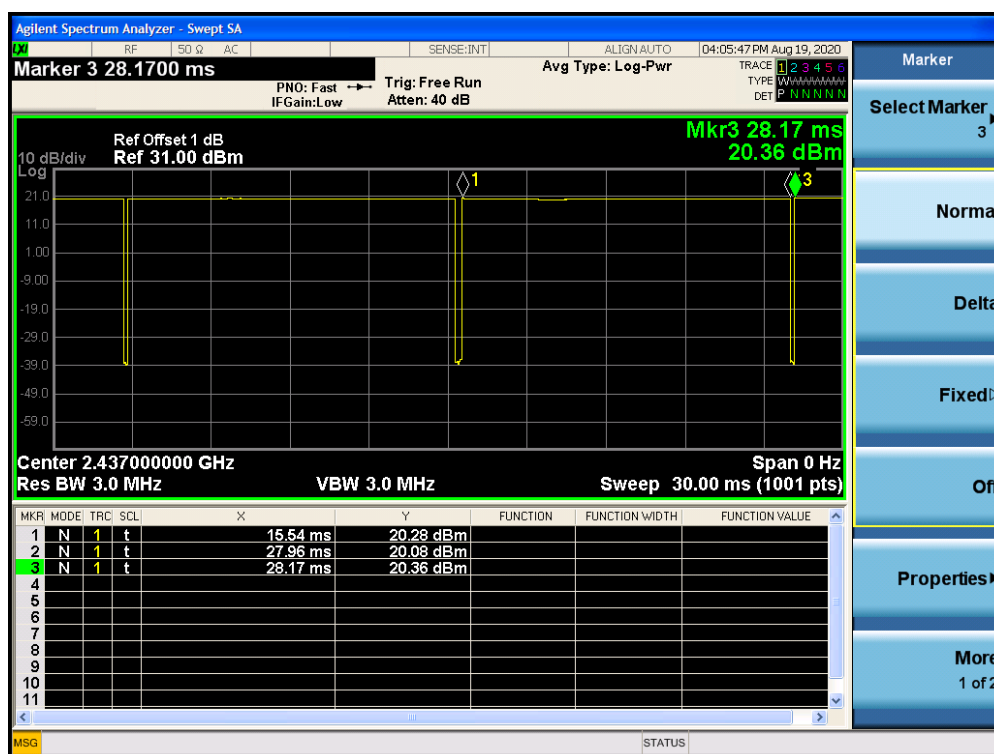 Agilent Spectrum Analyzer - Swept SA
LXI RF 50 Ω AC SENSE:INT ALIGN AUTO 04:05:47 PM Aug 19, 2020
Marker 3 28.1700 ms
PNO: Fast
IFGain:Low
Trig: Free Run
Atten: 40 dB
Avg Type: Log-Pwr
TRACE 1 2 3 4 5 6
TYPE W
DET P N N N N N
Ref Offset 1 dB
10 dB/div Ref 31.00 dBm
Log
Mkr3 28.17 ms
20.36 dBm
1
3
21.0
11.0
1.00
-9.00
-19.0
-29.0
-39.0
-49.0
-59.0
Center 2.437000000 GHz Span 0 Hz
Res BW 3.0 MHz VBW 3.0 MHz Sweep 30.00 ms (1001 pts)
MKR MODE TRC SCL X Y FUNCTION FUNCTION WIDTH FUNCTION VALUE
1 N 1 t 15.54 ms 20.28 dBm
2 N 1 t 27.96 ms 20.08 dBm
3 N 1 t 28.17 ms 20.36 dBm
4
5
6
7
8
9
10
11
MSG STATUS
Marker
Select Marker
3
Norma
Delta
Fixed
Off
Properties
More
1 of 2